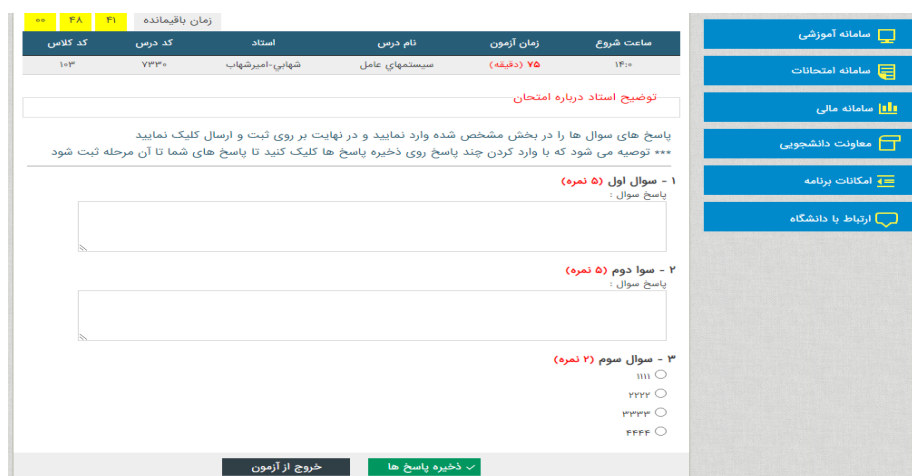 سامانه آموزشی
سامانه امتحانات
سامانه مالی
معاونت دانشجویی
امکانات برنامه
ارتباط با دانشگاه
زمان باقیمانده ۴۱ ۴۸ ۰۰
ساعت شروع زمان آزمون نام درس استاد کد درس کد کلاس
۱۴:۰ ۷۵ (دقیقه) سيستمهاي عامل شهابي-اميرشهاب ۷۳۳۰ ۱۰۳
توضیح استاد درباره امتحان
پاسخ های سوال ها را در بخش مشخص شده وارد نمایید و در نهایت بر روی ثبت و ارسال کلیک نمایید
*** توصیه می شود که با وارد کردن چند پاسخ روی ذخیره پاسخ ها کلیک کنید تا پاسخ های شما تا آن مرحله ثبت شود
۱ - سوال اول (۵ نمره)
پاسخ سوال :
۲ - سوا دوم (۵ نمره)
پاسخ سوال :
۳ - سوال سوم (۲ نمره)
۱۱۱۱
۲۲۲۲
۳۳۳۳
۴۴۴۴
ذخیره پاسخ ها
خروج از آزمون